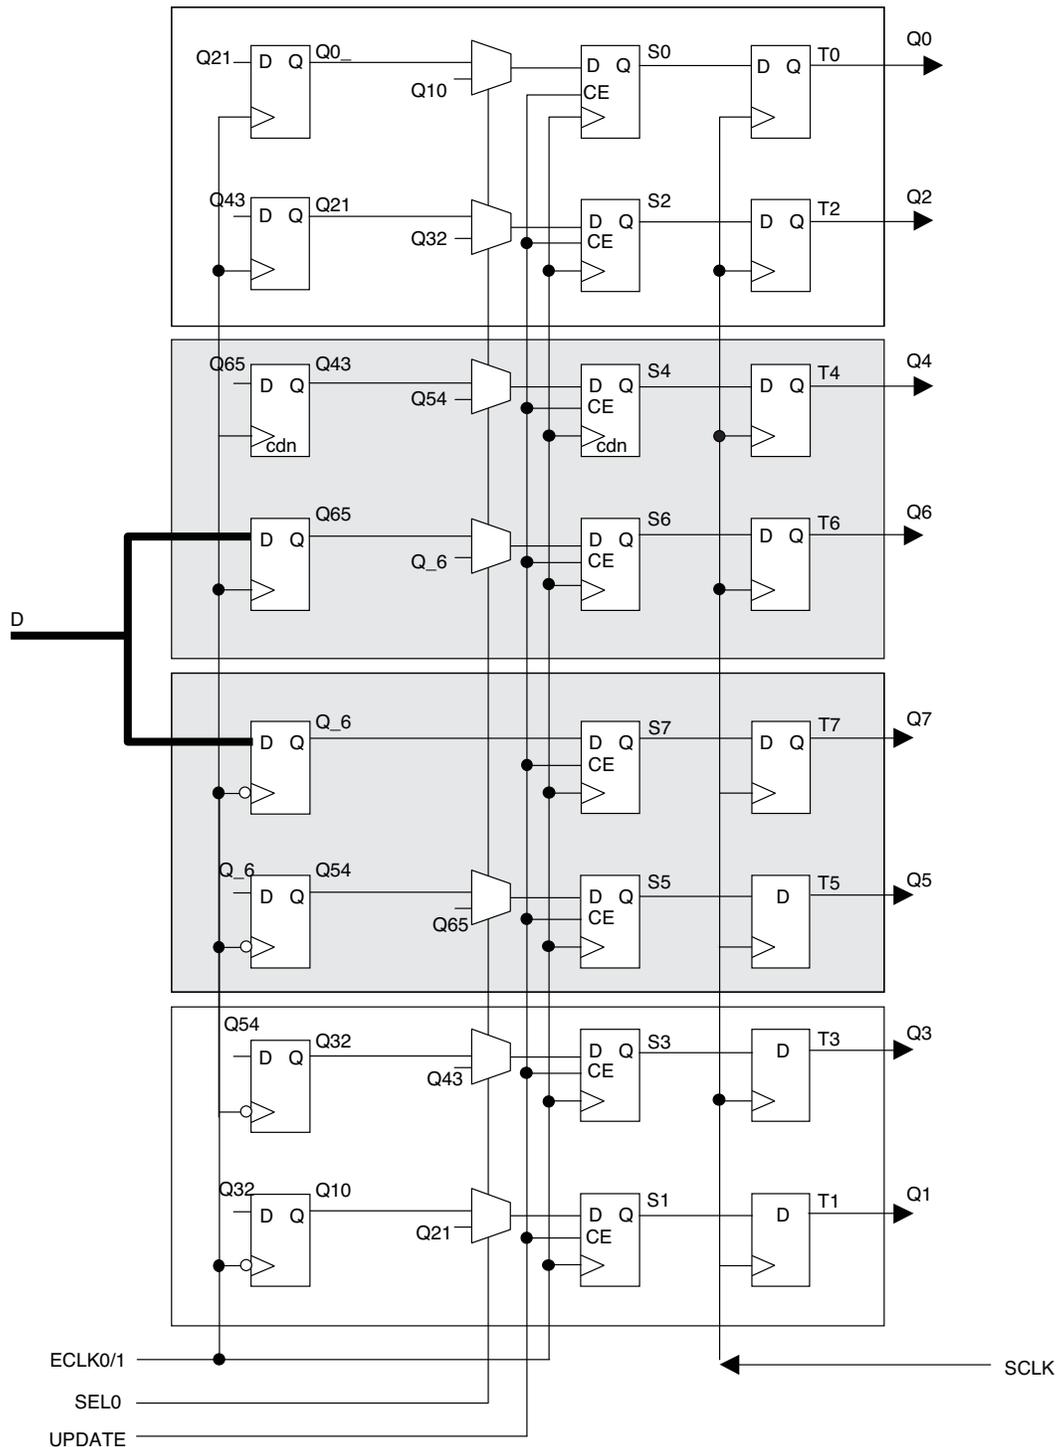 Q0
Q21 D Q Q0_ D Q S0 D Q T0
Q10 CE
Q2
Q43 D Q Q21 D Q S2 D Q T2
Q32 CE
Q4
Q65 D Q Q43 D Q S4 D Q T4
Q54 CE
cdn cdn
Q6
D Q Q65 D Q S6 D Q T6
Q_6 CE
D
Q7
D Q Q_6 D Q S7 D Q T7
CE
Q5
Q_6 D Q Q54 D Q S5 D T5
Q65 CE
Q3
Q54 D Q Q32 D Q S3 D T3
Q43 CE
Q1
Q32 D Q Q10 D Q S1 D T1
Q21 CE
ECLK0/1
SCLK
SEL0
UPDATE